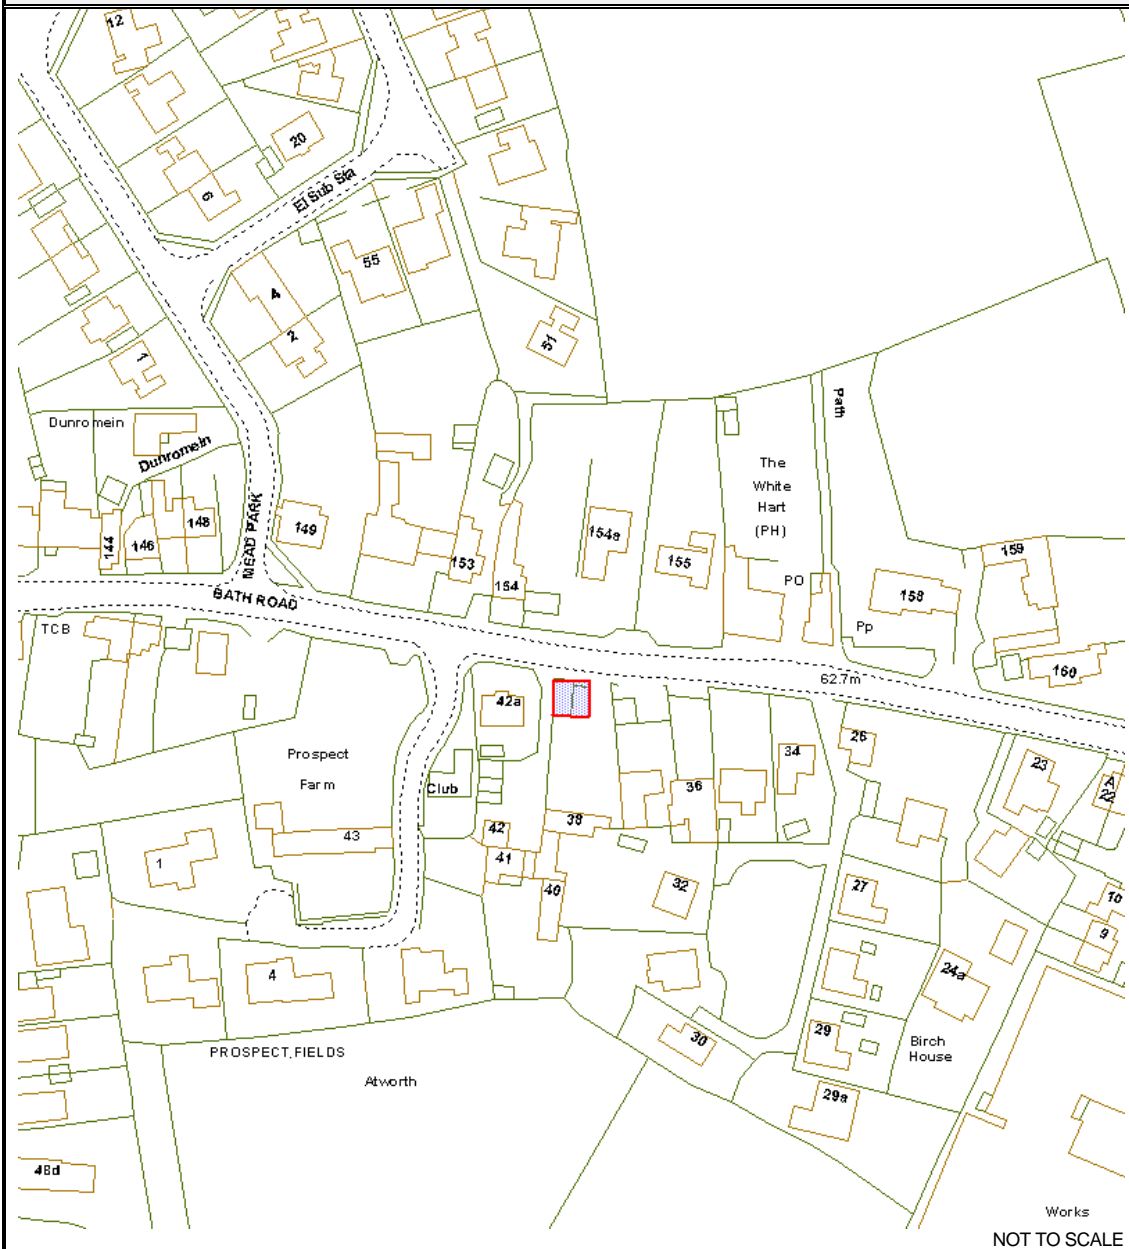 12
20
6
El Sub Sta
55
4
2
51
1
Dunromein
Dunromein
Path
The
White
Hart
(PH)
MEAD PARK
148
144
146
149
153
154
154a
155
PO
158
159
160
Pp
BATH ROAD
TCB
62.7m
42a
26
34
23
A
22
Prospect
Farm
Club
36
38
43
42
41
40
32
1
27
10
9
4
24a
29
30
Birch
House
PROSPECT FIELDS
Atworth
29a
48d
Works
NOT TO SCALE